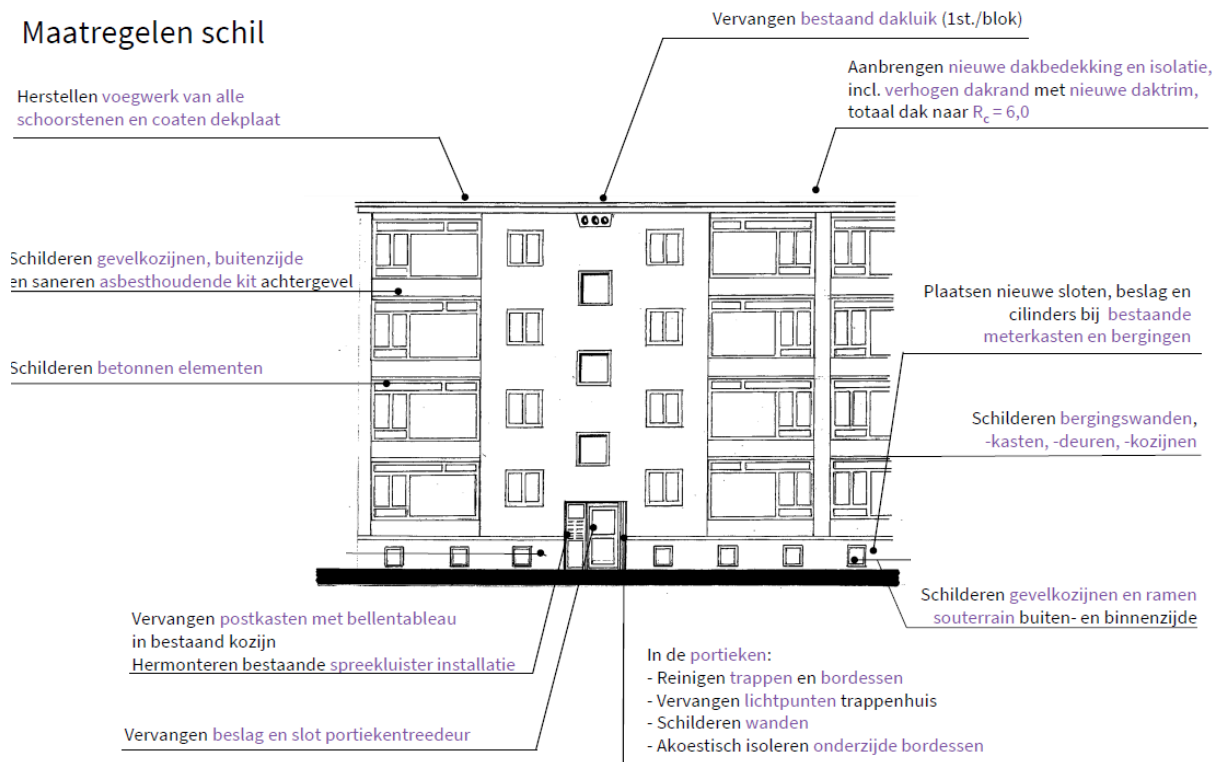 Maatregelen schil
Vervangen bestaand dakluik (1st./blok)
Herstellen voegwerk van alle
schoorstenen en coaten dekplaat
Aanbrengen nieuwe dakbedekking en isolatie,
incl. verhogen dakrand met nieuwe daktrim,
totaal dak naar Rc = 6,0
Schilderen gevelkozijnen, buitenzijde
en saneren asbesthoudende kit achtergevel
Schilderen betonnen elementen
Plaatsen nieuwe sloten, beslag en
cilinders bij bestaande
meterkasten en bergingen
Schilderen bergingswanden,
-kasten, -deuren, -kozijnen
Schilderen gevelkozijnen en ramen
souterrain buiten- en binnenzijde
Vervangen postkasten met bellentableau
in bestaand kozijn
Hermonteren bestaande spreekluister installatie
Vervangen beslag en slot portiekentreedeur
In de portieken:
- Reinigen trappen en bordessen
- Vervangen lichtpunten trappenhuis
- Schilderen wanden
- Akoestisch isoleren onderzijde bordessen